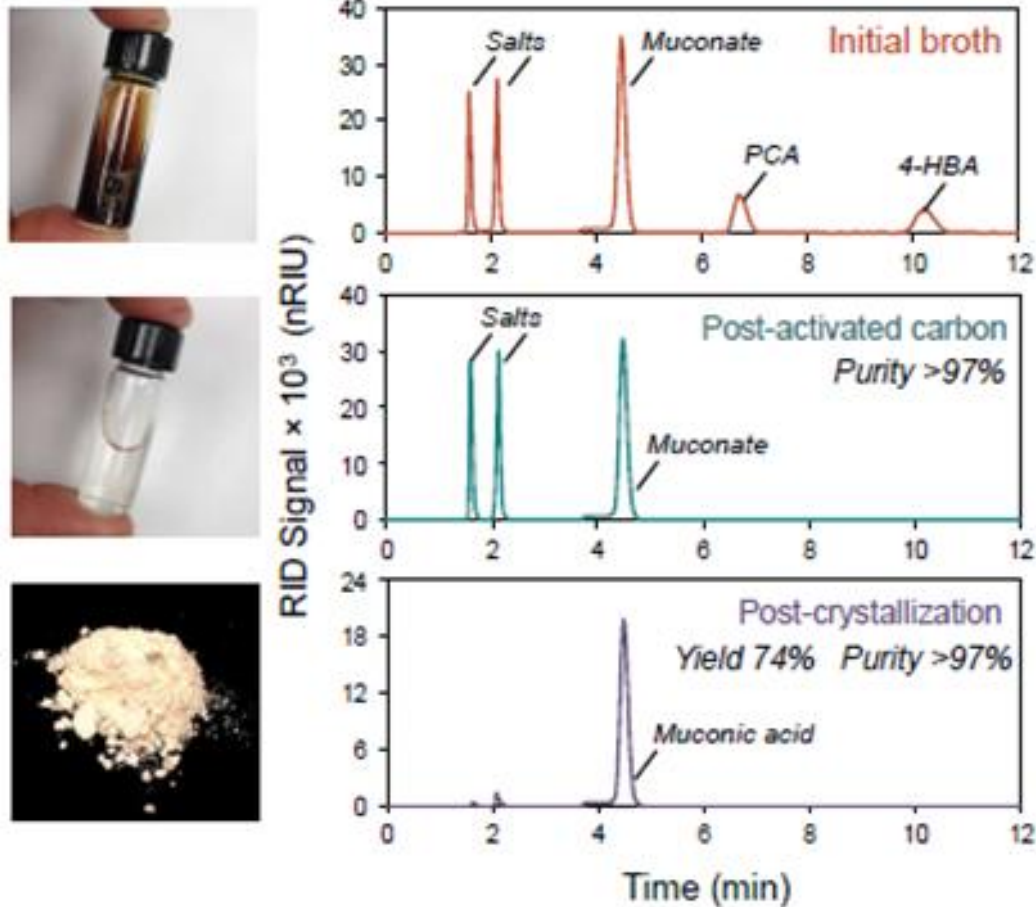 40
30
20
10
0
Salts
Muconate
Initial broth
PCA
4-HBA
0 2 4 6 8 10 12
RID Signal × 10³ (nRIU)
40
30
20
10
0
Salts
Post-activated carbon
Purity >97%
Muconate
0 2 4 6 8 10 12
24
18
12
6
0
Post-crystallization
Yield 74% Purity >97%
Muconic acid
0 2 4 6 8 10 12
Time (min)